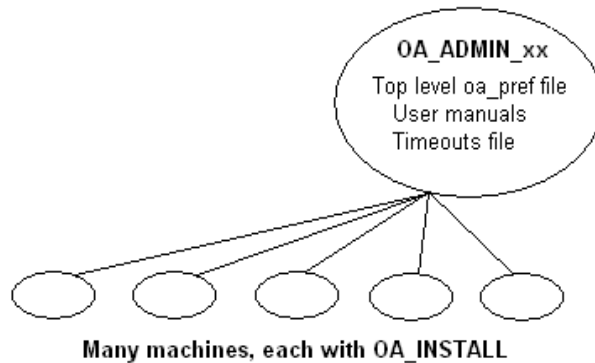 OA_ADMIN_xx
Top level oa_pref file
User manuals
Timeouts file
Many machines, each with OA_INSTALL